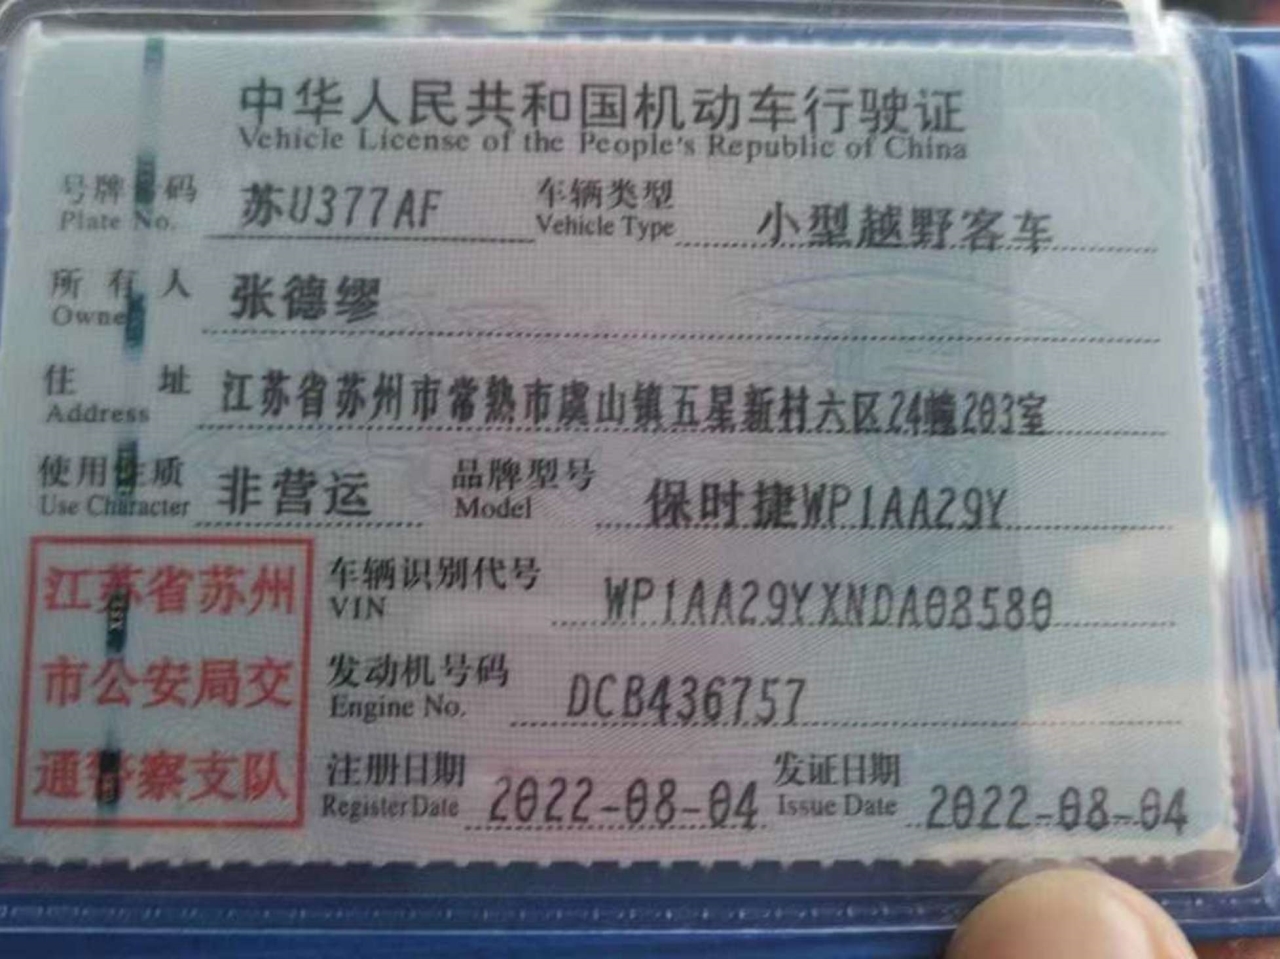 中华人民共和国机动车行驶证
Vehicle License of the People's Republic of China
号牌 码 苏U377AF 车辆类型 小型越野客车
Plate No. Vehicle Type
所有人 张德缪
Owner
住址 江苏省苏州市常熟市虞山镇五星新村六区24幢203室
Address
使用性质 非营运 品牌型号 保时捷WP1AA29Y
Use Character Model
江苏省苏州
市公安局交
通警察支队
车辆识别代号 WP1AA29YXNDA08580
VIN
发动机号码 DCB436757
Engine No.
注册日期 2022-08-04 发证日期 2022-08-04
Register Date Issue Date